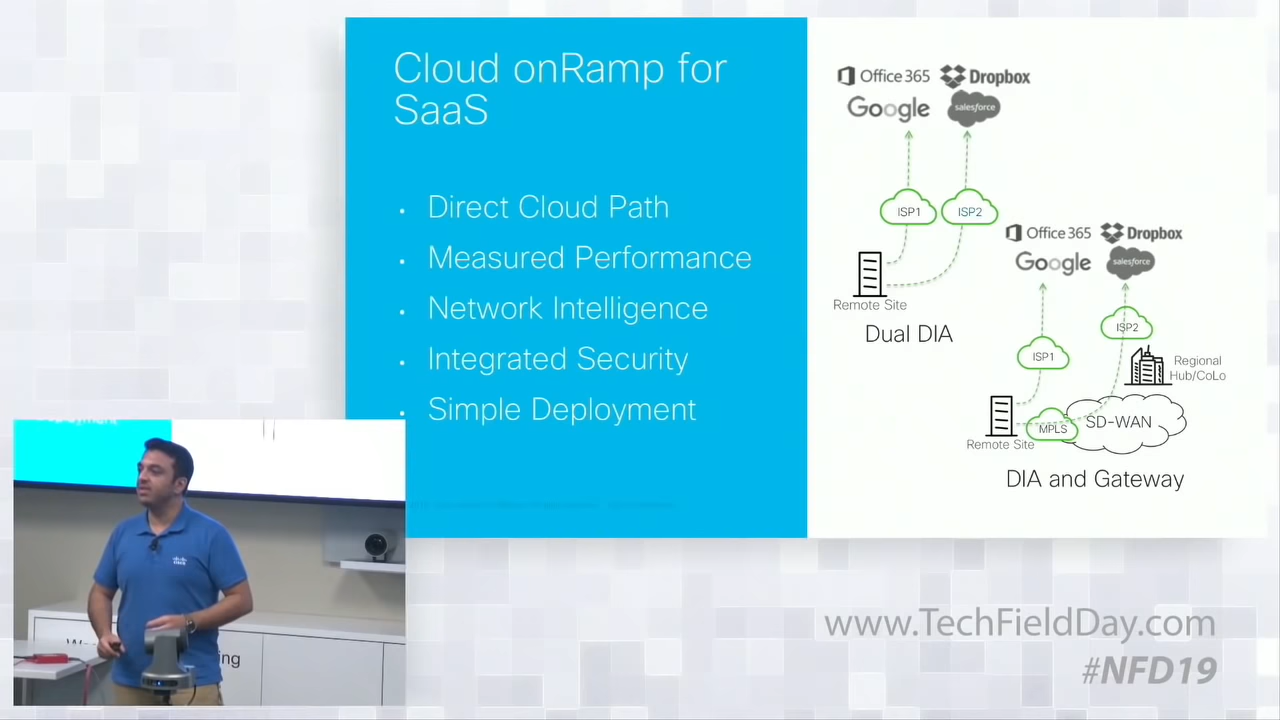 Cloud onRamp for
SaaS
• Direct Cloud Path
• Measured Performance
• Network Intelligence
• Integrated Security
• Simple Deployment
Office 365 Dropbox
Google salesforce
ISP1 ISP2
Remote Site
Dual DIA
Office 365 Dropbox
Google salesforce
ISP2
ISP1
Regional
Hub/CoLo
MPLS SD-WAN
Remote Site
DIA and Gateway
CISCO
www.TechFieldDay.com
#NFD19